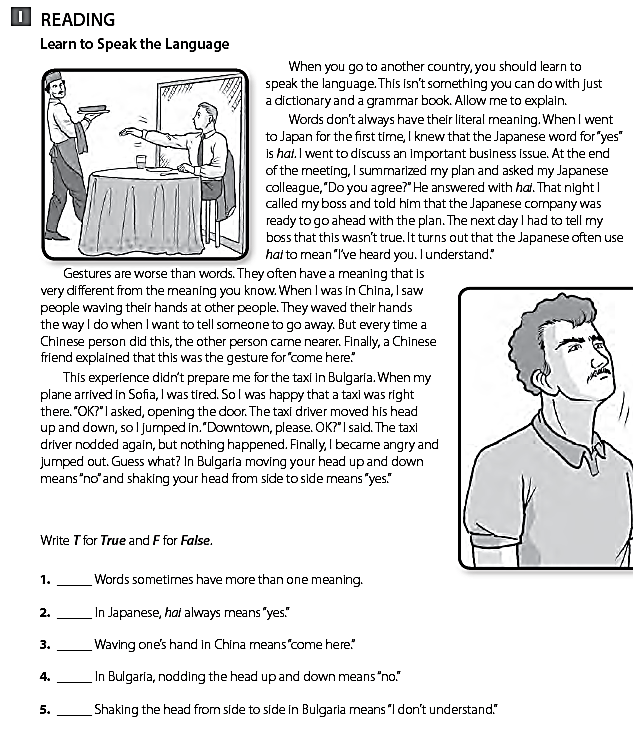 I READING
Learn to Speak the Language
When you go to another country, you should learn to
speak the language. This isn't something you can do with just
a dictionary and a grammar book. Allow me to explain.
Words don't always have their literal meaning. When I went
to Japan for the first time, I knew that the Japanese word for "yes"
is hai. I went to discuss an important business issue. At the end
of the meeting, I summarized my plan and asked my Japanese
colleague, "Do you agree?" He answered with hai. That night I
called my boss and told him that the Japanese company was
ready to go ahead with the plan. The next day I had to tell my
boss that this wasn't true. It turns out that the Japanese often use
hai to mean "I've heard you. I understand."
Gestures are worse than words. They often have a meaning that is
very different from the meaning you know. When I was in China, I saw
people waving their hands at other people. They waved their hands
the way I do when I want to tell someone to go away. But every time a
Chinese person did this, the other person came nearer. Finally, a Chinese
friend explained that this was the gesture for "come here."
This experience didn't prepare me for the taxi in Bulgaria. When my
plane arrived in Sofia, I was tired. So I was happy that a taxi was right
there. "OK?" I asked, opening the door. The taxi driver moved his head
up and down, so I jumped in. "Downtown, please. OK?" I said. The taxi
driver nodded again, but nothing happened. Finally, I became angry and
jumped out. Guess what? In Bulgaria moving your head up and down
means "no" and shaking your head from side to side means "yes."
Write T for True and F for False.
1. _____ Words sometimes have more than one meaning.
2. _____ In Japanese, hai always means "yes."
3. _____ Waving one's hand in China means "come here."
4. _____ In Bulgaria, nodding the head up and down means "no."
5. _____ Shaking the head from side to side in Bulgaria means "I don't understand."